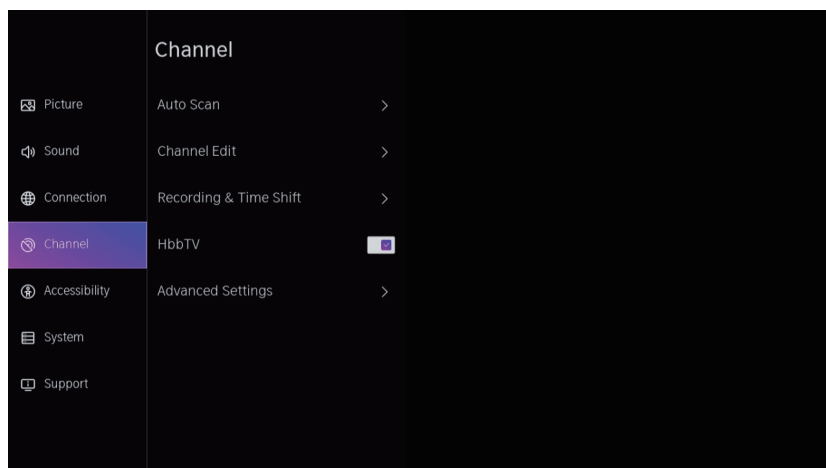 Channel
Picture
Sound
Connection
Channel
Accessibility
System
Support
Auto Scan
Channel Edit
Recording & Time Shift
HbbTV
Advanced Settings